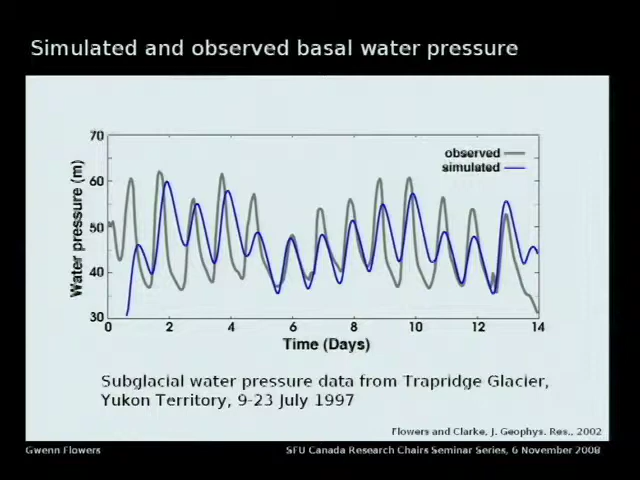 Simulated and observed basal water pressure
70
60
50
40
30
Water pressure (m)
observed
simulated
0 2 4 6 8 10 12 14
Time (Days)
Subglacial water pressure data from Trapridge Glacier,
Yukon Territory, 9-23 July 1997
Flowers and Clarke, J. Geophys. Res., 2002
Gwenn Flowers
SFU Canada Research Chairs Seminar Series, 6 November 2008